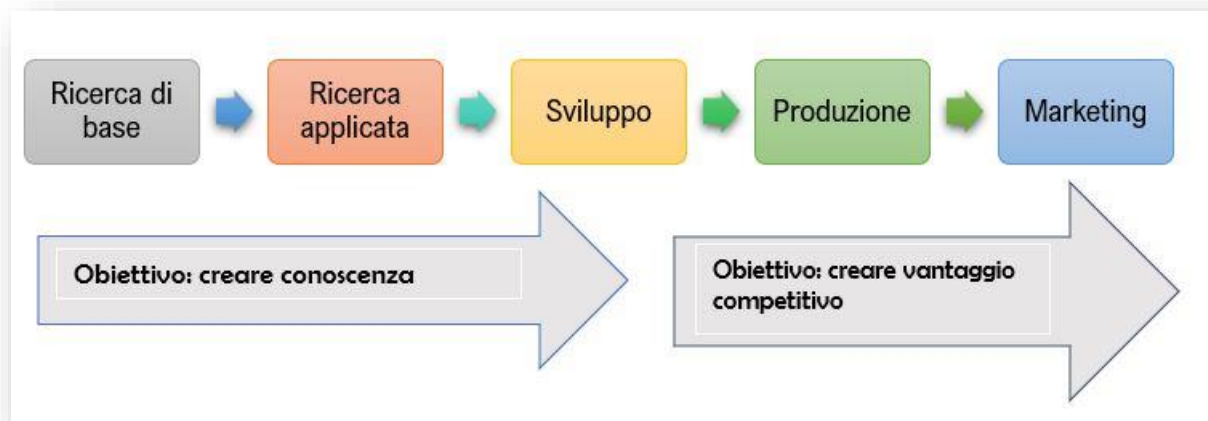 Ricerca di
base
Ricerca
applicata
Sviluppo
Produzione
Marketing
Obiettivo: creare conoscenza
Obiettivo: creare vantaggio
competitivo